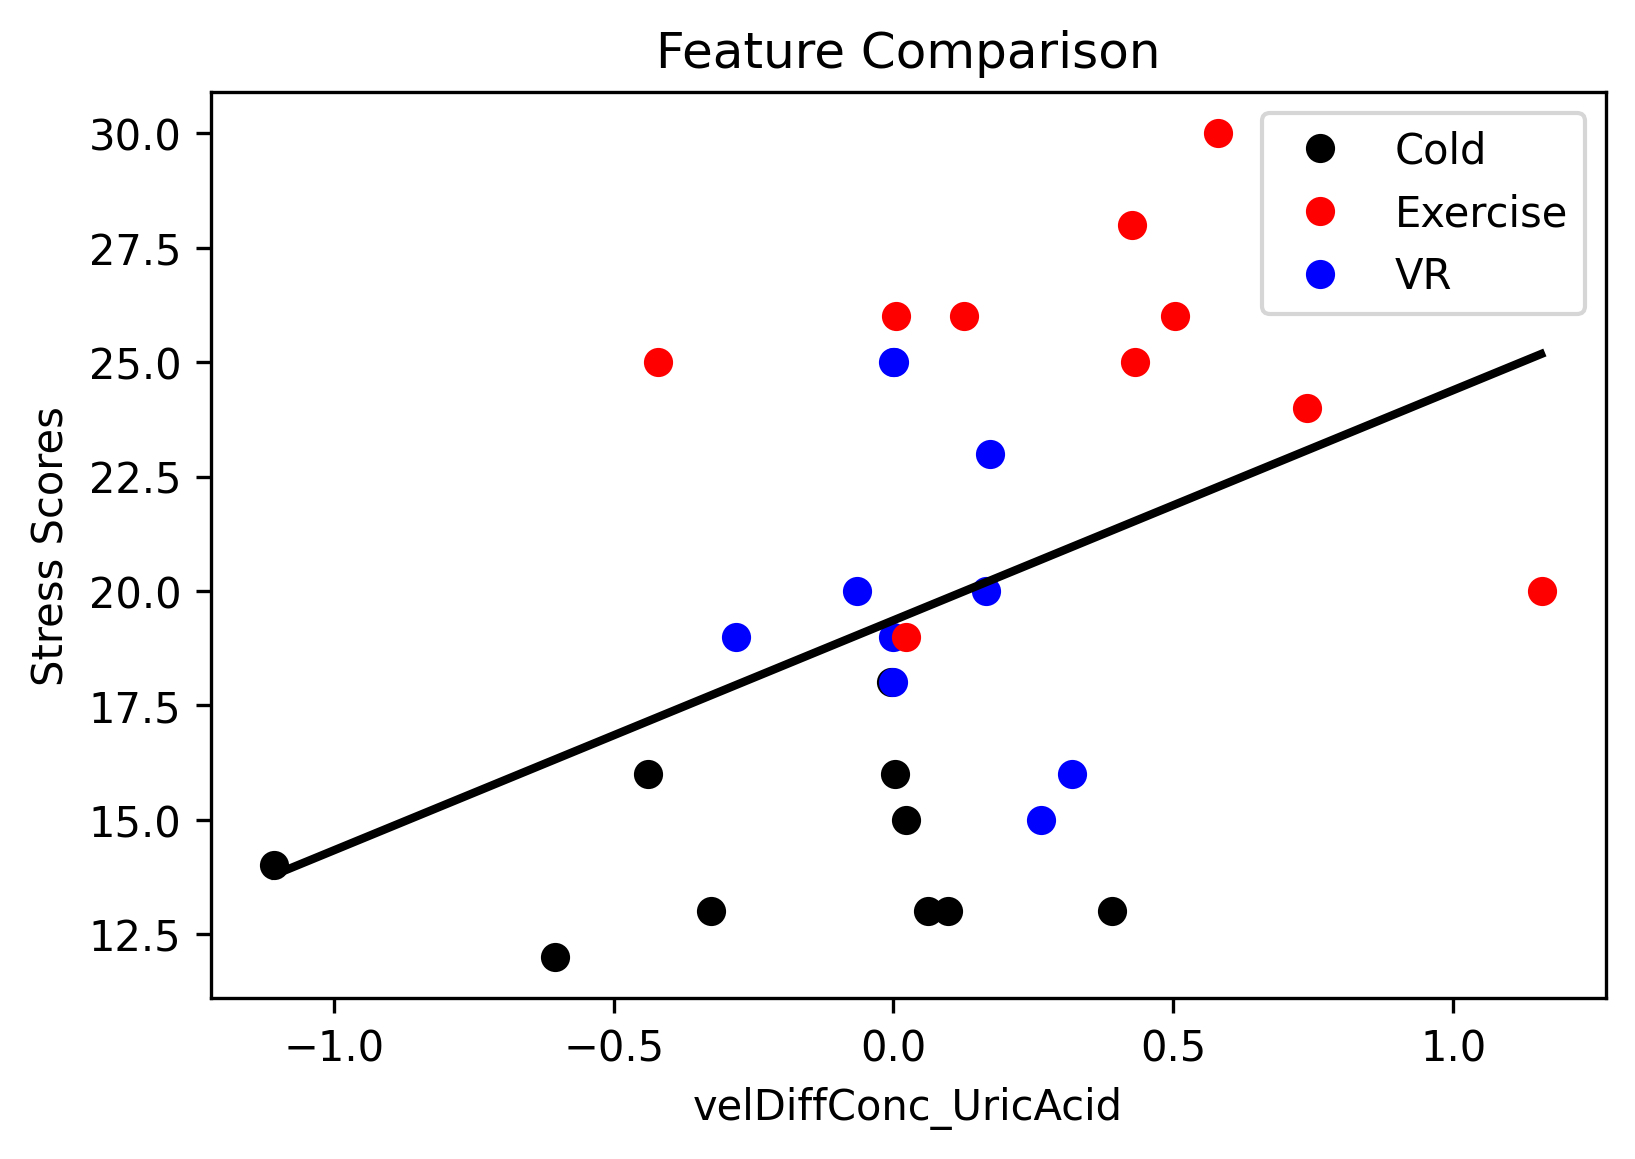 Feature Comparison
30.0
27.5
25.0
22.5
20.0
17.5
15.0
12.5
Stress Scores
Cold
Exercise
VR
−1.0 −0.5 0.0 0.5 1.0
velDiffConc_UricAcid